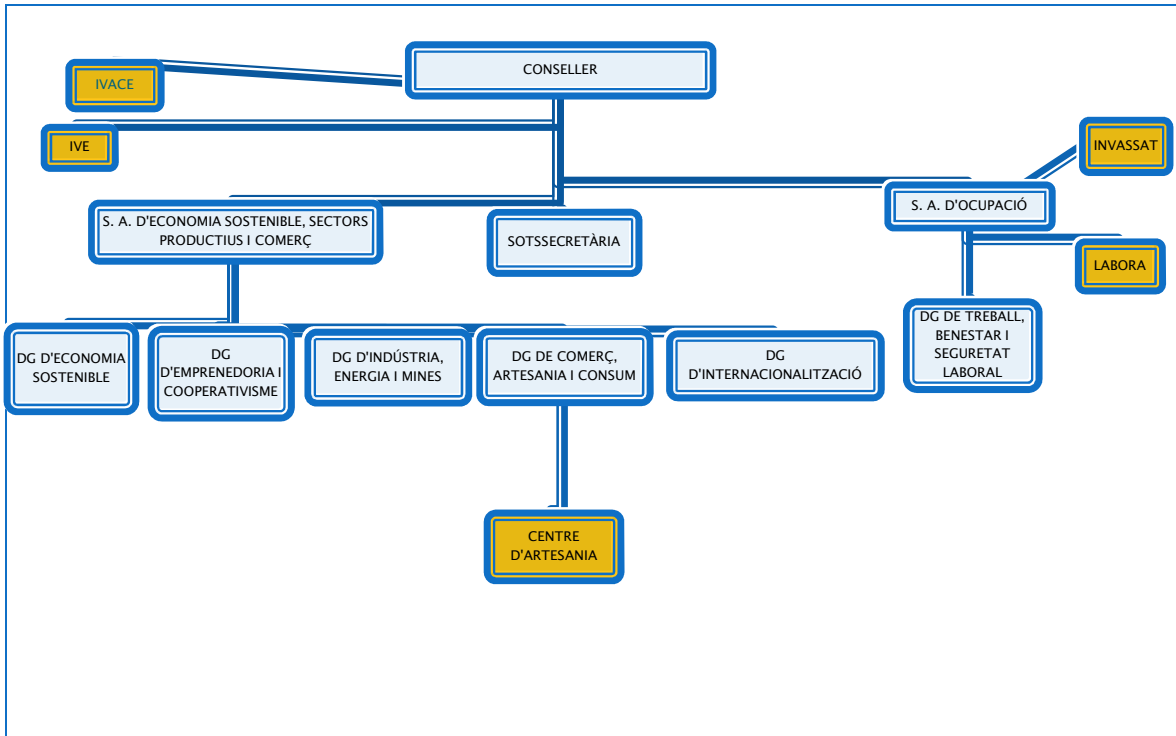 CONSELLER
IVACE
IVE
INVASSAT
S. A. D'ECONOMIA SOSTENIBLE, SECTORS
PRODUCTIUS I COMERÇ
SOTSSECRETÀRIA
S. A. D'OCUPACIÓ
LABORA
DG D'ECONOMIA
SOSTENIBLE
DG
D'EMPRENEDORIA I
COOPERATIVISME
DG D'INDÚSTRIA,
ENERGIA I MINES
DG DE COMERÇ,
ARTESANIA I CONSUM
DG
D'INTERNACIONALITZACIÓ
DG DE TREBALL,
BENESTAR I
SEGURETAT
LABORAL
CENTRE
D'ARTESANIA